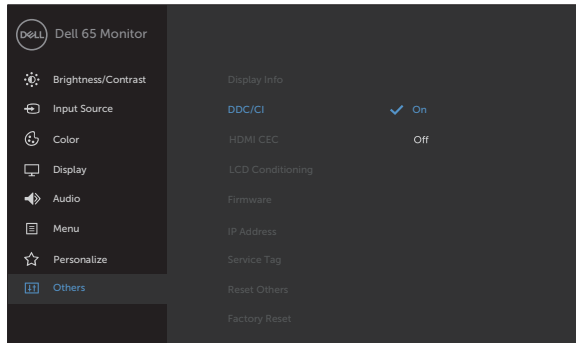 DELL Dell 65 Monitor
Brightness/Contrast
Display Info
Input Source
DDC/CI
On
Color
HDMI CEC
Off
Display
LCD Conditioning
Audio
Firmware
Menu
IP Address
Personalize
Service Tag
Others
Reset Others
Factory Reset